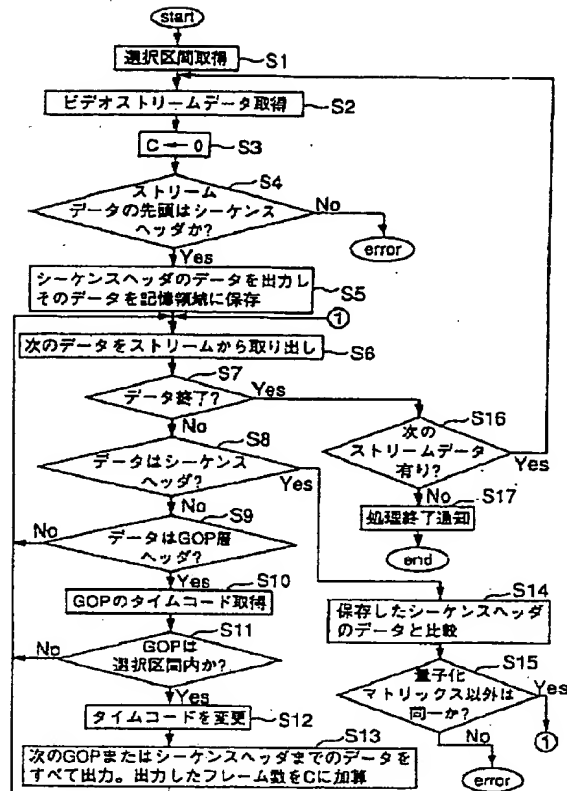 start
選択区間取得
S1
ビデオストリームデータ取得
S2
C ← 0
S3
S4
ストリーム
データの先頭はシーケンス
ヘッダか?
No
error
Yes
シーケンスヘッダのデータを出力し
そのデータを記憶領域に保存
S5
①
次のデータをストリームから取り出し
S6
S7
データ終了?
Yes
No
S16
次の
ストリームデータ
有り?
Yes
No
S17
処理終了通知
end
S8
データはシーケンス
ヘッダ?
Yes
No
S9
データはGOP層
ヘッダ?
No
Yes
S10
GOPのタイムコード取得
S11
GOPは
選択区間内か?
No
Yes
タイムコードを変更
S12
S13
次のGOPまたはシーケンスヘッダまでのデータを
すべて出力。出力したフレーム数をCに加算
S14
保存したシーケンスヘッダ
のデータと比較
S15
量子化
マトリックス以外は
同一か?
Yes
①
No
error